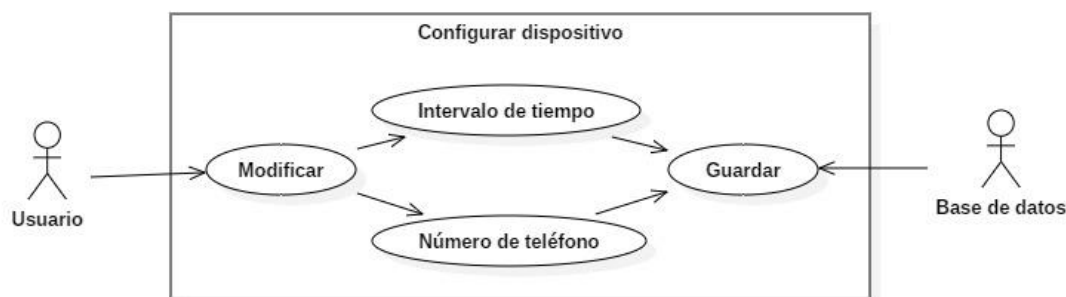 Configurar dispositivo
Intervalo de tiempo
Modificar
Guardar
Número de teléfono
Usuario
Base de datos